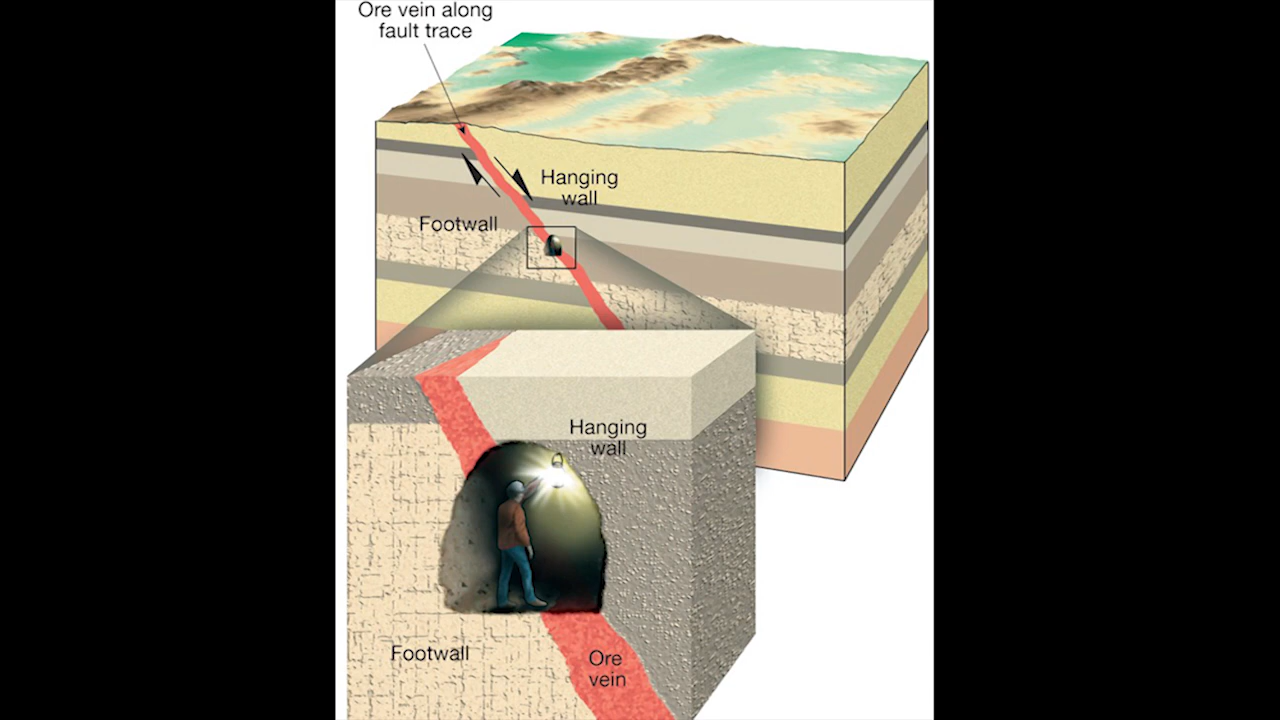 Ore vein along
fault trace
Hanging
wall
Footwall
Hanging
wall
Footwall
Ore
vein